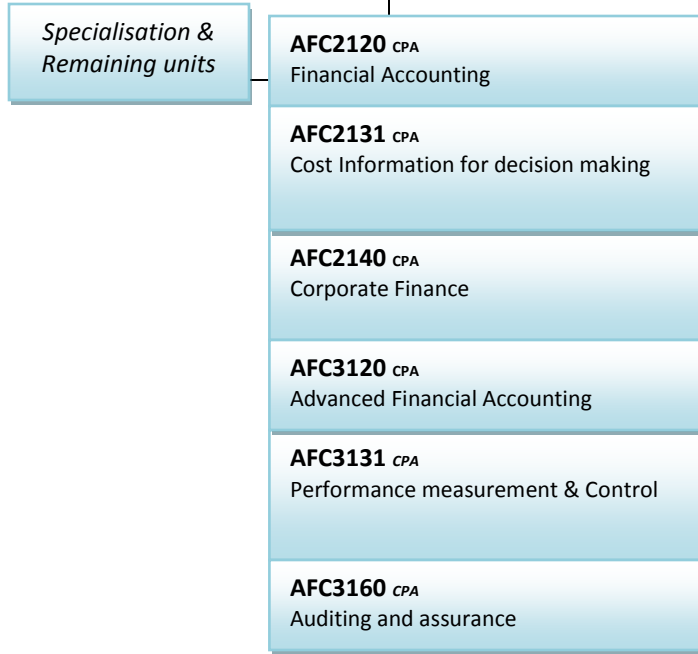 Specialisation &
Remaining units
AFC2120 CPA
Financial Accounting
AFC2131 CPA
Cost Information for decision making
AFC2140 CPA
Corporate Finance
AFC3120 CPA
Advanced Financial Accounting
AFC3131 CPA
Performance measurement & Control
AFC3160 CPA
Auditing and assurance